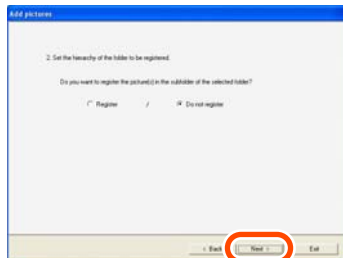 Add pictures
2. Set the hierarchy of the folder to be registered.
Do you want to register the picture(s) in the subfolder of the selected folder?
Register / Do not register
< Back Next > Exit